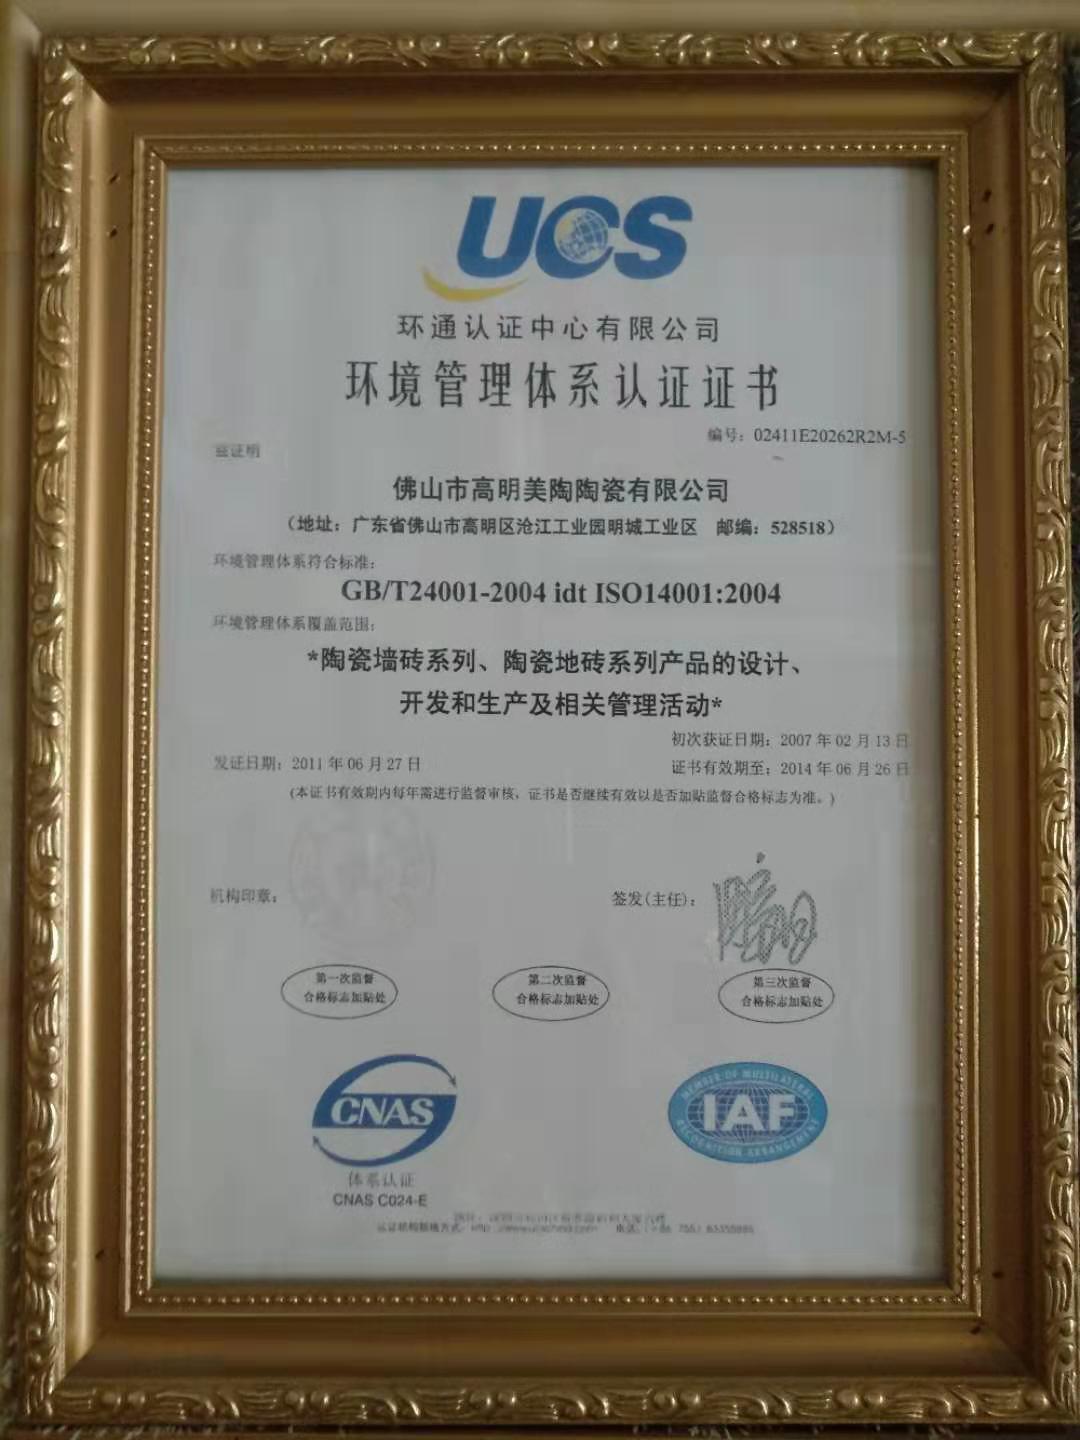 UCS
环通认证中心有限公司
环境管理体系认证证书
编号：02411E20262R2M-5
兹证明
佛山市高明美陶陶瓷有限公司
（地址：广东省佛山市高明区沧江工业园明城工业区 邮编：528518）
环境管理体系符合标准：
GB/T24001-2004 idt ISO14001:2004
环境管理体系覆盖范围：
*陶瓷墙砖系列、陶瓷地砖系列产品的设计、
开发和生产及相关管理活动*
初次获证日期：2007 年 02 月 13 日
发证日期：2011 年 06 月 27 日
证书有效期至：2014 年 06 月 26 日
（本证书有效期内每年需进行监督审核，证书是否继续有效以是否加贴监督合格标志为准。）
机构印章：
签发（主任）：
第一次监督
合格标志加贴处
第二次监督
合格标志加贴处
第三次监督
合格标志加贴处
CNAS
体系认证
CNAS C024-E
MEMBER OF MULTILATERAL
IAF
RECOGNITION ARRANGEMENT